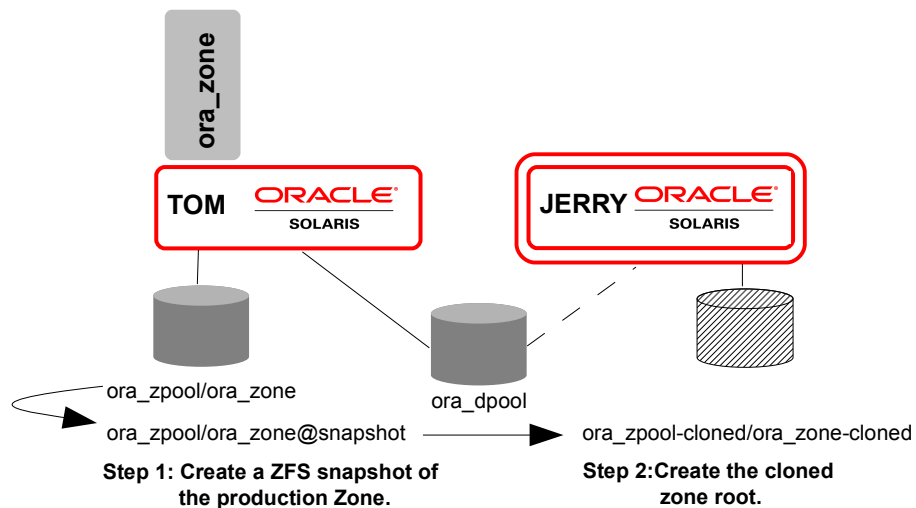 ora_zone
TOM
ORACLE®
SOLARIS
JERRY
ORACLE®
SOLARIS
ora_zpool/ora_zone
ora_dpool
ora_zpool/ora_zone@snapshot
ora_zpool-cloned/ora_zone-cloned
Step 1: Create a ZFS snapshot of
the production Zone.
Step 2:Create the cloned
zone root.